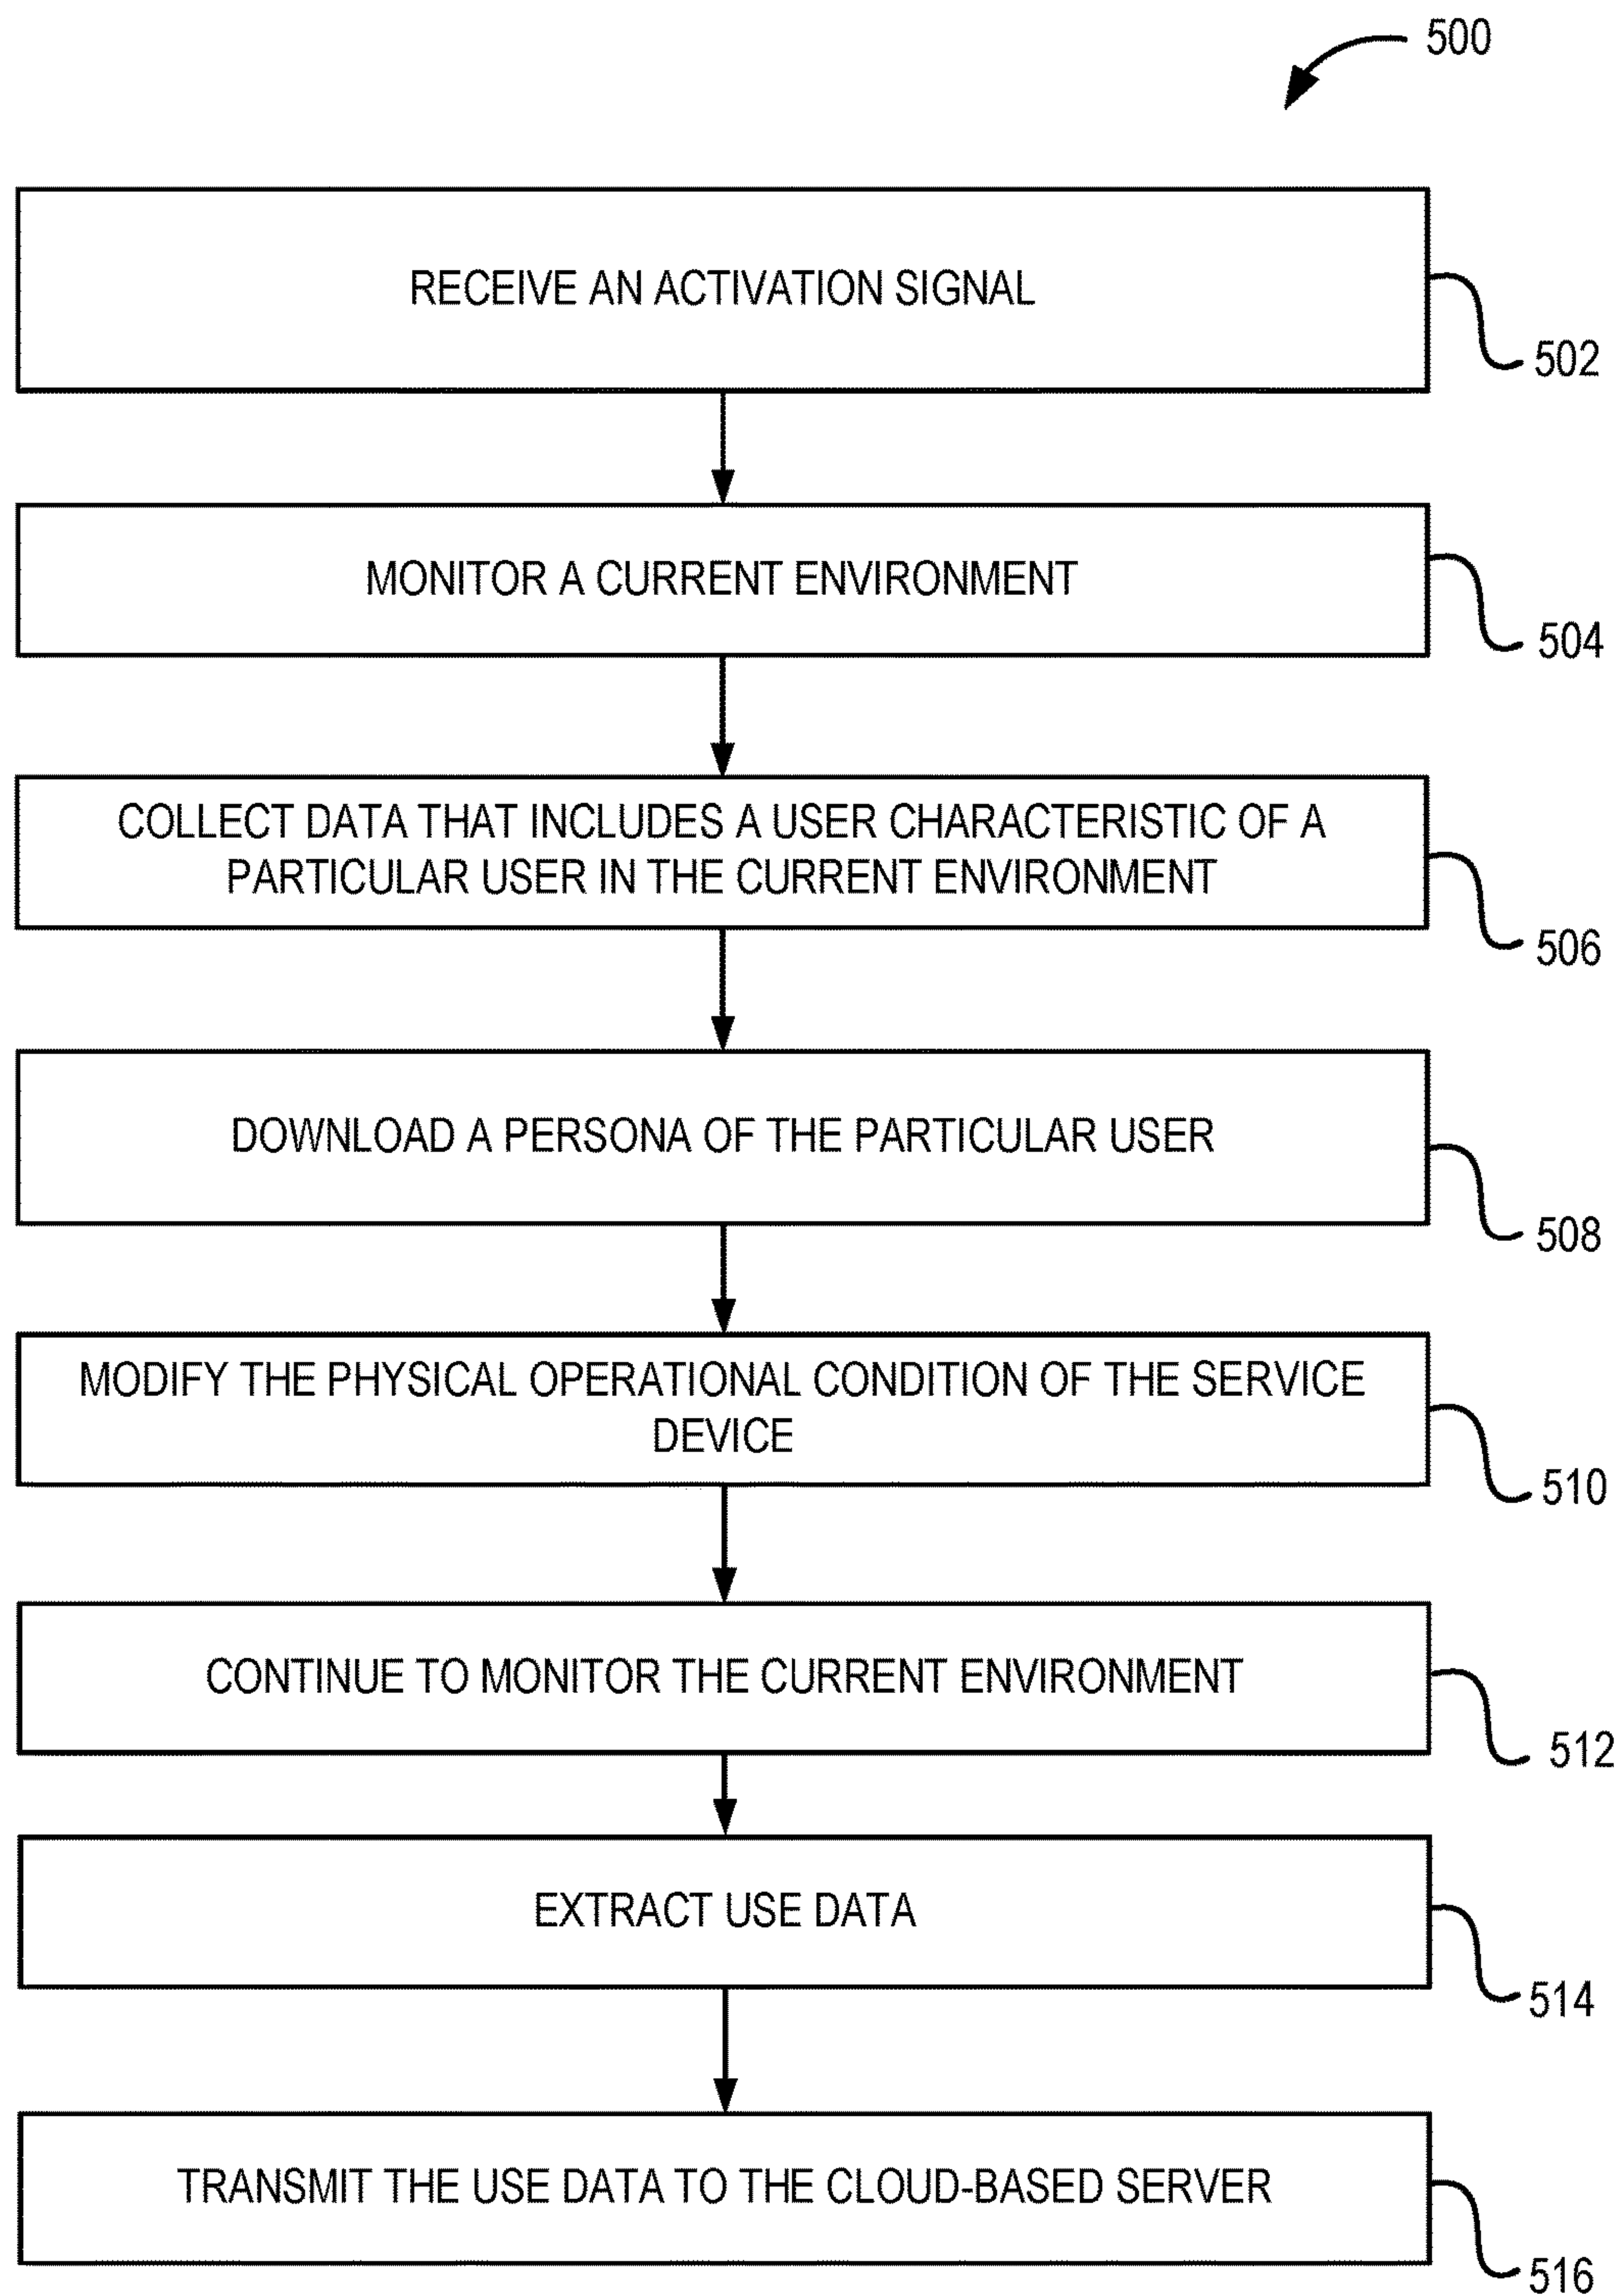 500
RECEIVE AN ACTIVATION SIGNAL
502
MONITOR A CURRENT ENVIRONMENT
504
COLLECT DATA THAT INCLUDES A USER CHARACTERISTIC OF A
PARTICULAR USER IN THE CURRENT ENVIRONMENT
506
DOWNLOAD A PERSONA OF THE PARTICULAR USER
508
MODIFY THE PHYSICAL OPERATIONAL CONDITION OF THE SERVICE
DEVICE
510
CONTINUE TO MONITOR THE CURRENT ENVIRONMENT
512
EXTRACT USE DATA
514
TRANSMIT THE USE DATA TO THE CLOUD-BASED SERVER
516